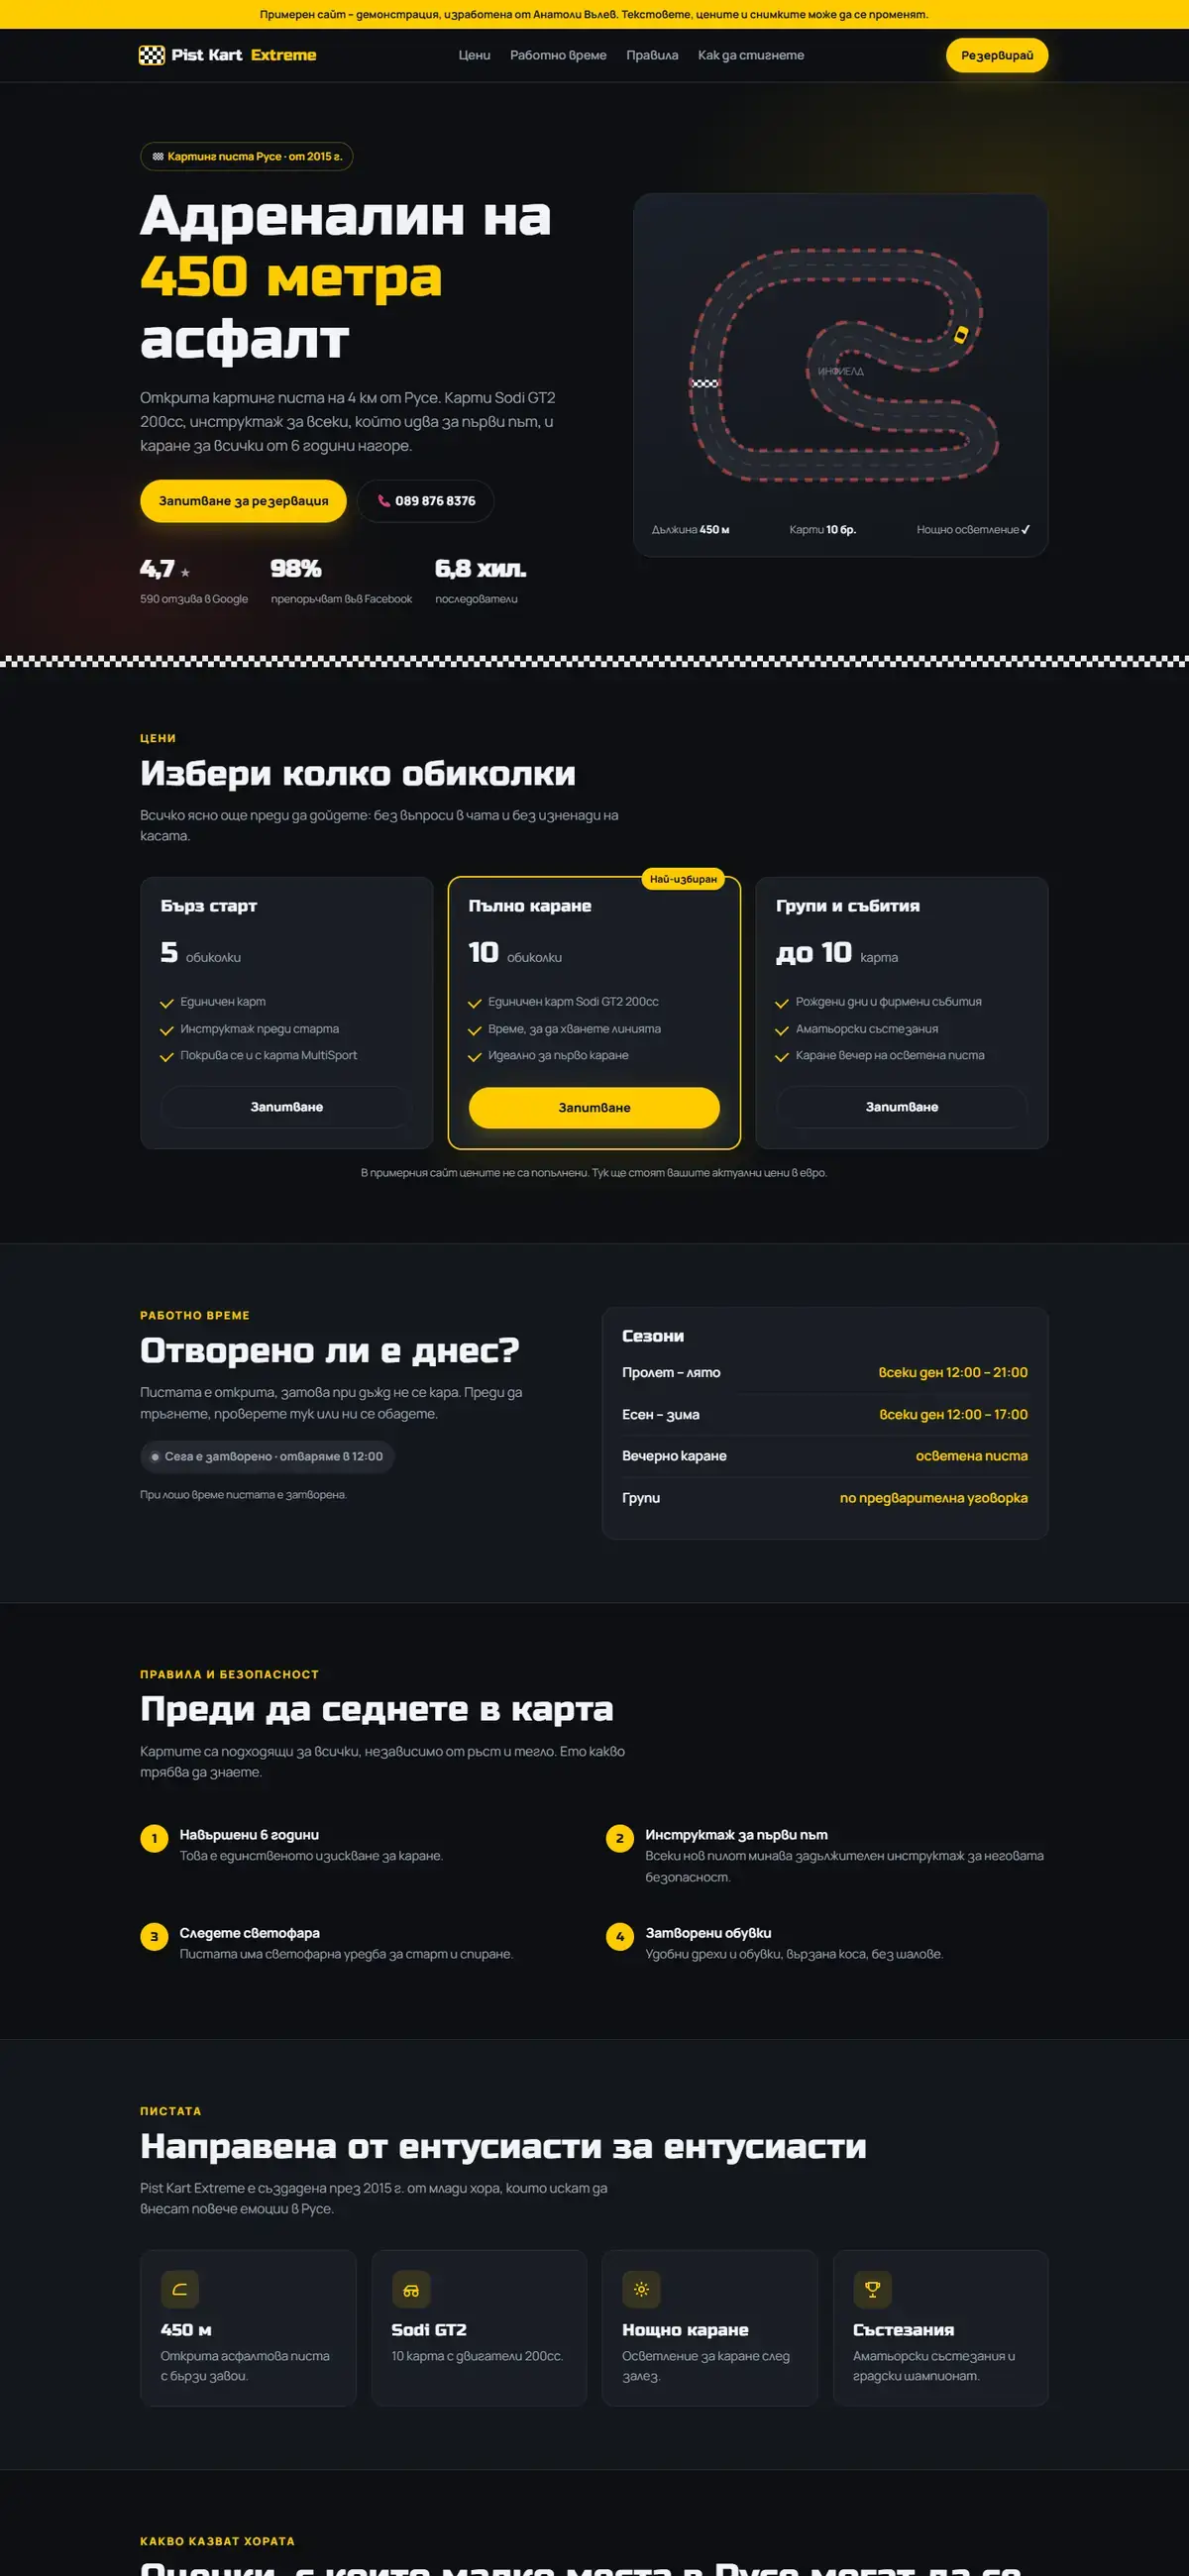 Примерен сайт – демонстрация, изработена от Анатоли Вълев. Текстовете, цените и снимките може да се променят.
Pist Kart Extreme
Цени
Работно време
Правила
Как да стигнете
Резервирай
Картинг писта Русе · от 2015 г.
Адреналин на
450 метра
асфалт
Открита картинг писта на 4 км от Русе. Карти Sodi GT2
200сс, инструктаж за всеки, който идва за първи път, и
каране за всички от 6 години нагоре.
Запитване за резервация
089 876 8376
4,7 ★
590 отзива в Google
98%
препоръчват във Facebook
6,8 хил.
последователи
ИНФИЕЛД
Дължина 450 м
Карти 10 бр.
Нощно осветление ✓
ЦЕНИ
Избери колко обиколки
Всичко ясно още преди да дойдете: без въпроси в чата и без изненади на
касата.
Бърз старт
5 обиколки
Единичен карт
Инструктаж преди старта
Покрива се и с карта MultiSport
Запитване
Най-избиран
Пълно каране
10 обиколки
Единичен карт Sodi GT2 200сс
Време, за да хванете линията
Идеално за първо каране
Запитване
Групи и събития
до 10 карта
Рождени дни и фирмени събития
Аматьорски състезания
Каране вечер на осветена писта
Запитване
В примерния сайт цените не са попълнени. Тук ще стоят вашите актуални цени в евро.
РАБОТНО ВРЕМЕ
Отворено ли е днес?
Пистата е открита, затова при дъжд не се кара. Преди да
тръгнете, проверете тук или ни се обадете.
Сега е затворено · отваряме в 12:00
При лошо време пистата е затворена.
Сезони
Пролет – лято
всеки ден 12:00 – 21:00
Есен – зима
всеки ден 12:00 – 17:00
Вечерно каране
осветена писта
Групи
по предварителна уговорка
ПРАВИЛА И БЕЗОПАСНОСТ
Преди да седнете в карта
Картите са подходящи за всички, независимо от ръст и тегло. Ето какво
трябва да знаете.
1
Навършени 6 години
Това е единственото изискване за каране.
2
Инструктаж за първи път
Всеки нов пилот минава задължителен инструктаж за неговата
безопасност.
3
Следете светофара
Пистата има светофарна уредба за старт и спиране.
4
Затворени обувки
Удобни дрехи и обувки, вързана коса, без шалове.
ПИСТАТА
Направена от ентусиасти за ентусиасти
Pist Kart Extreme е създадена през 2015 г. от млади хора, които искат да
внесат повече емоции в Русе.
450 м
Открита асфалтова писта
с бързи завои.
Sodi GT2
10 карта с двигатели 200сс.
Нощно каране
Осветление за каране след
залез.
Състезания
Аматьорски състезания и
градски шампионат.
КАКВО КАЗВАТ ХОРАТА
Оценки, с които малко места в Русе могат да се